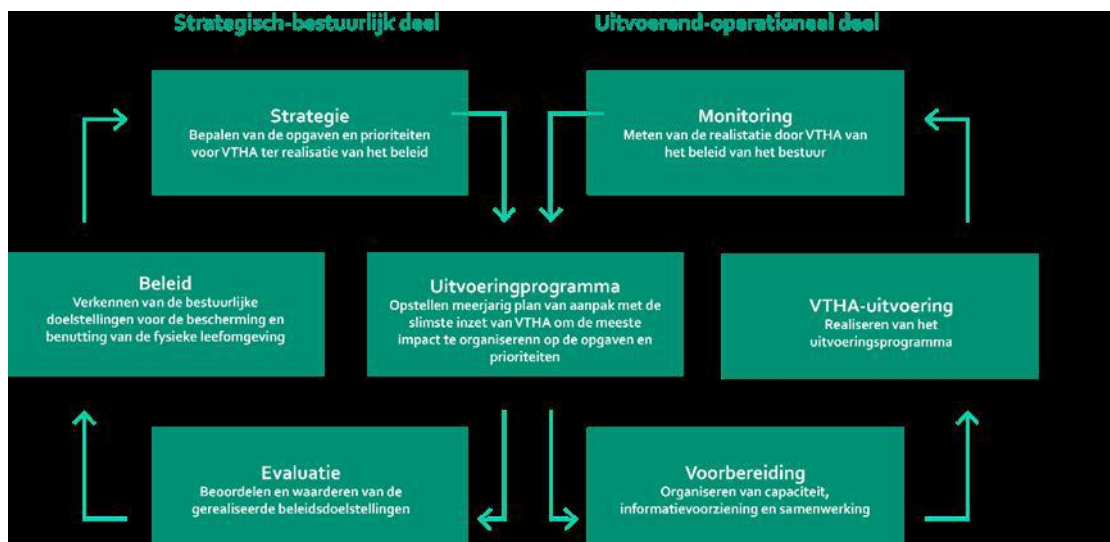 Strategisch-bestuurlijk deel
Uitvoerend-operationeel deel
Strategie
Bepalen van de opgaven en prioriteiten
voor VTHA ter realisatie van het beleid
Monitoring
Meten van de realistatie door VTHA van
het beleid van het bestuur
Beleid
Verkennen van de bestuurlijke
doelstellingen voor de bescherming en
benutting van de fysieke leefomgeving
Uitvoeringprogramma
Opstellen meerjarig plan van aanpak met de
slimste inzet van VTHA om de meeste
impact te organiserenn op de opgaven en
prioriteiten
VTHA-uitvoering
Realiseren van het
uitvoeringsprogramma
Evaluatie
Beoordelen en waarderen van de
gerealiseerde beleidsdoelstellingen
Voorbereiding
Organiseren van capaciteit,
informatievoorziening en samenwerking